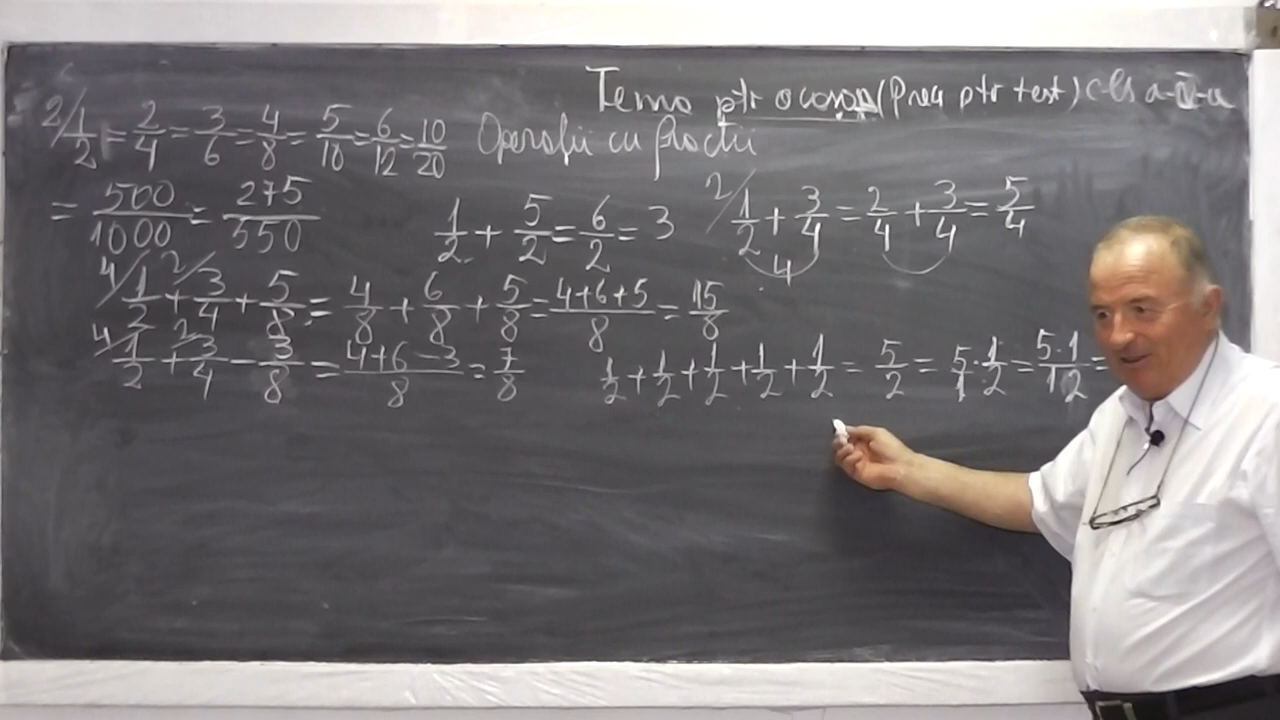 Tema ptr acasă (Preg ptr test) cls a-V-a
2/ 1/2 = 2/4 = 3/6 = 4/8 = 5/10 = 6/12 = 10/20 Operații cu fracții
= 500/1000 = 275/550
1/2 + 5/2 = 6/2 = 3
2/ 1/2 + 3/4 = 2/4 + 3/4 = 5/4
4
4/ 1/2 + 2/ 3/4 + 5/8 = 4/8 + 6/8 + 5/8 = 4+6+5/8 = 15/8
4/ 1/2 + 2/ 3/4 - 3/8 = 4+6-3/8 = 7/8
1/2 + 1/2 + 1/2 + 1/2 + 1/2 = 5/2 = 5/1 · 1/2 = 5·1/1·2 =